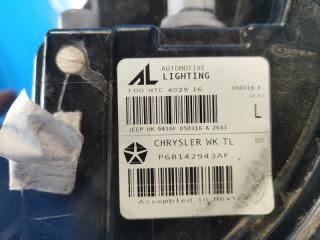 AL AUTOMOTIVE
LIGHTING
FOO HTC 4029 16
050316 A
L
JEEP WK 943AF 050316 A 2681
CHRYSLER WK TL
P68142943AF
Assembled in Mexico